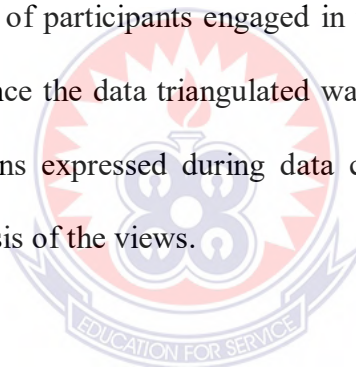 of participants engaged in
nce the data triangulated wa
ns expressed during data c
sis of the views.
EDUCATION FOR SERVICE